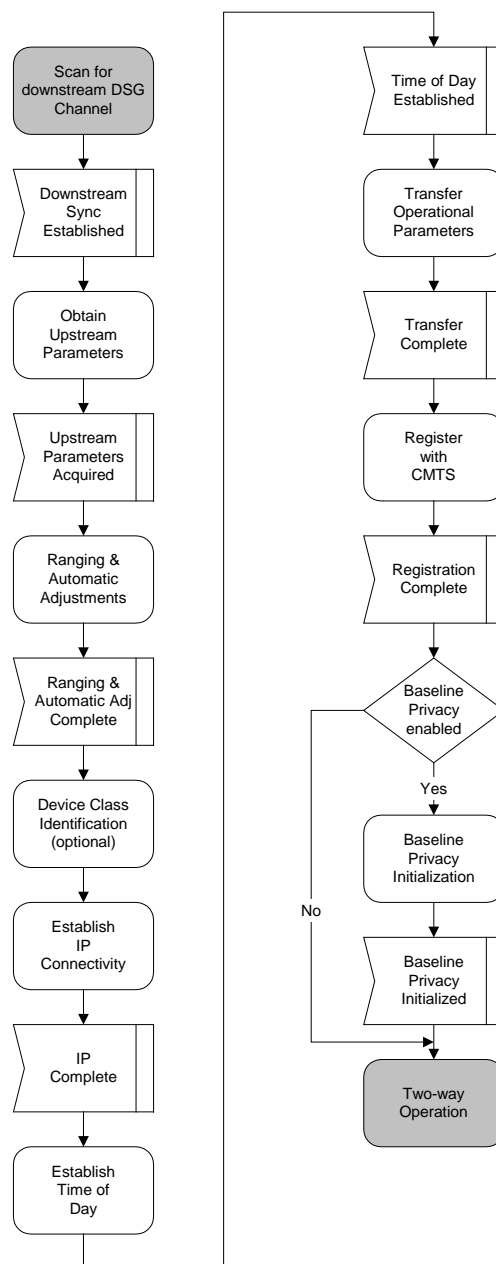 Scan for
downstream DSG
Channel
Downstream
Sync
Established
Obtain
Upstream
Parameters
Upstream
Parameters
Acquired
Ranging &
Automatic
Adjustments
Ranging &
Automatic Adj
Complete
Device Class
Identification
(optional)
Establish
IP
Connectivity
IP
Complete
Establish
Time of
Day
Time of Day
Established
Transfer
Operational
Parameters
Transfer
Complete
Register
with
CMTS
Registration
Complete
Baseline
Privacy
enabled
Yes
Baseline
Privacy
Initialization
No
Baseline
Privacy
Initialized
Two-way
Operation